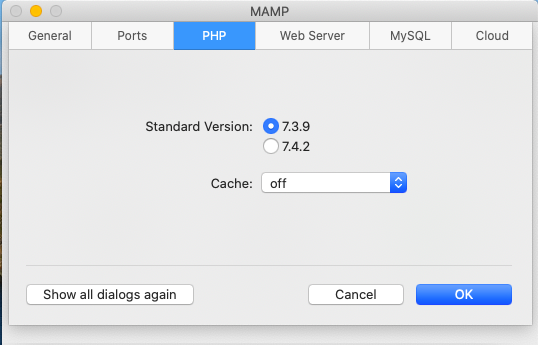 MAMP
General Ports PHP Web Server MySQL Cloud
Standard Version: 7.3.9
7.4.2
Cache: off
Show all dialogs again Cancel OK